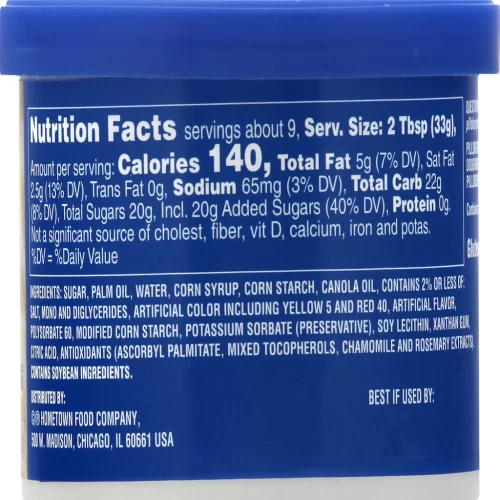 Nutrition Facts servings about 9, Serv. Size: 2 Tbsp (33g),
Amount per serving: Calories 140, Total Fat 5g (7% DV), Sat Fat
2.5g (13% DV), Trans Fat 0g, Sodium 65mg (3% DV), Total Carb 22g
(8% DV), Total Sugars 20g, Incl. 20g Added Sugars (40% DV), Protein 0g.
Not a significant source of cholest, fiber, vit D, calcium, iron and potas.
%DV = %Daily Value
INGREDIENTS: SUGAR, PALM OIL, WATER, CORN SYRUP, CORN STARCH, CANOLA OIL, CONTAINS 2% OR LESS OF:
SALT, MONO AND DIGLYCERIDES, ARTIFICIAL COLOR INCLUDING YELLOW 5 AND RED 40, ARTIFICIAL FLAVOR,
POLYSORBATE 60, MODIFIED CORN STARCH, POTASSIUM SORBATE (PRESERVATIVE), SOY LECITHIN, XANTHAN GUM,
CITRIC ACID, ANTIOXIDANTS (ASCORBYL PALMITATE, MIXED TOCOPHEROLS, CHAMOMILE AND ROSEMARY EXTRACTS).
CONTAINS SOYBEAN INGREDIENTS.
DISTRIBUTED BY:
©/® HOMETOWN FOOD COMPANY,
500 W. MADISON, CHICAGO, IL 60661 USA
BEST IF USED BY: